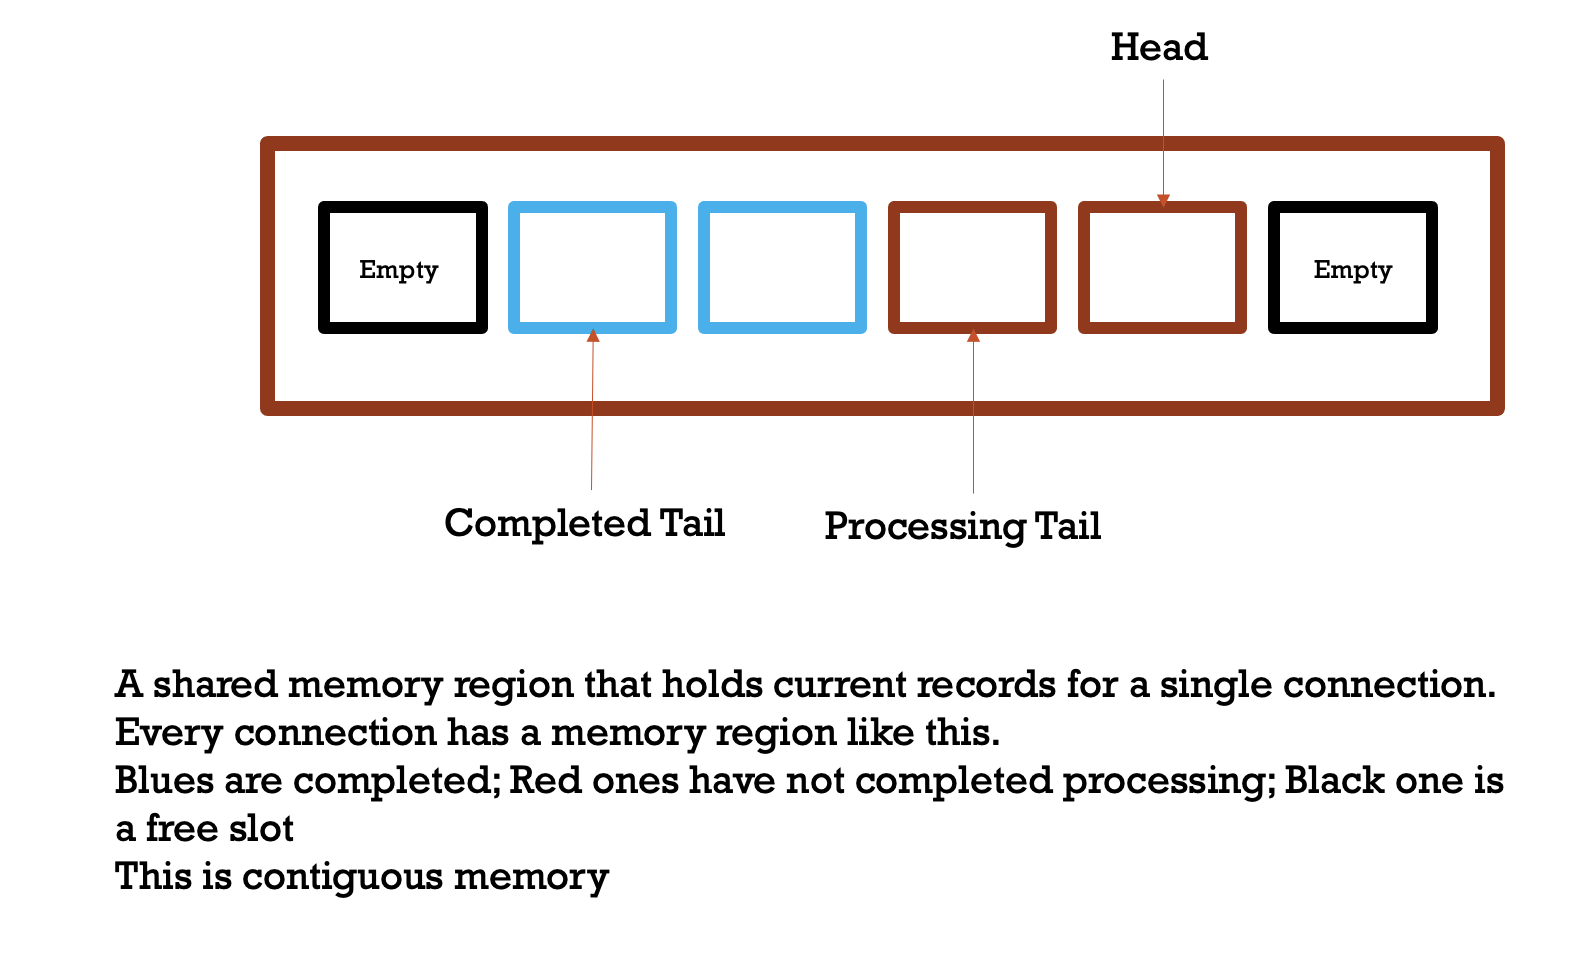 Head
Empty
Empty
Completed Tail
Processing Tail
A shared memory region that holds current records for a single connection.
Every connection has a memory region like this.
Blues are completed; Red ones have not completed processing; Black one is
a free slot
This is contiguous memory